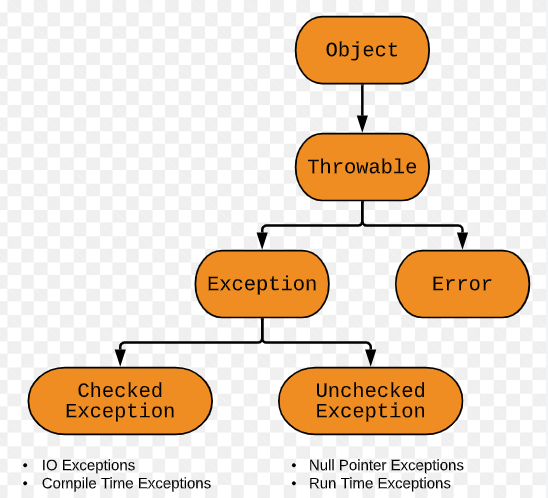 Object
Throwable
Exception
Error
Checked
Exception
Unchecked
Exception
• IO Exceptions
• Compile Time Exceptions
• Null Pointer Exceptions
• Run Time Exceptions